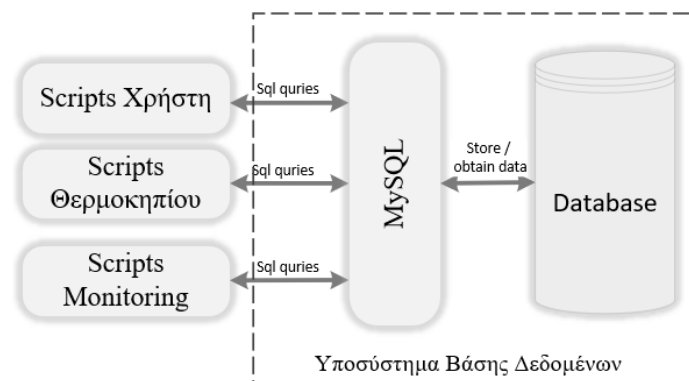 Scripts Χρήστη
Sql quries
Scripts
Θερμοκηπίου
Sql quries
Scripts
Monitoring
Sql quries
MySQL
Store /
obtain data
Database
Υποσύστημα Βάσης Δεδομένων